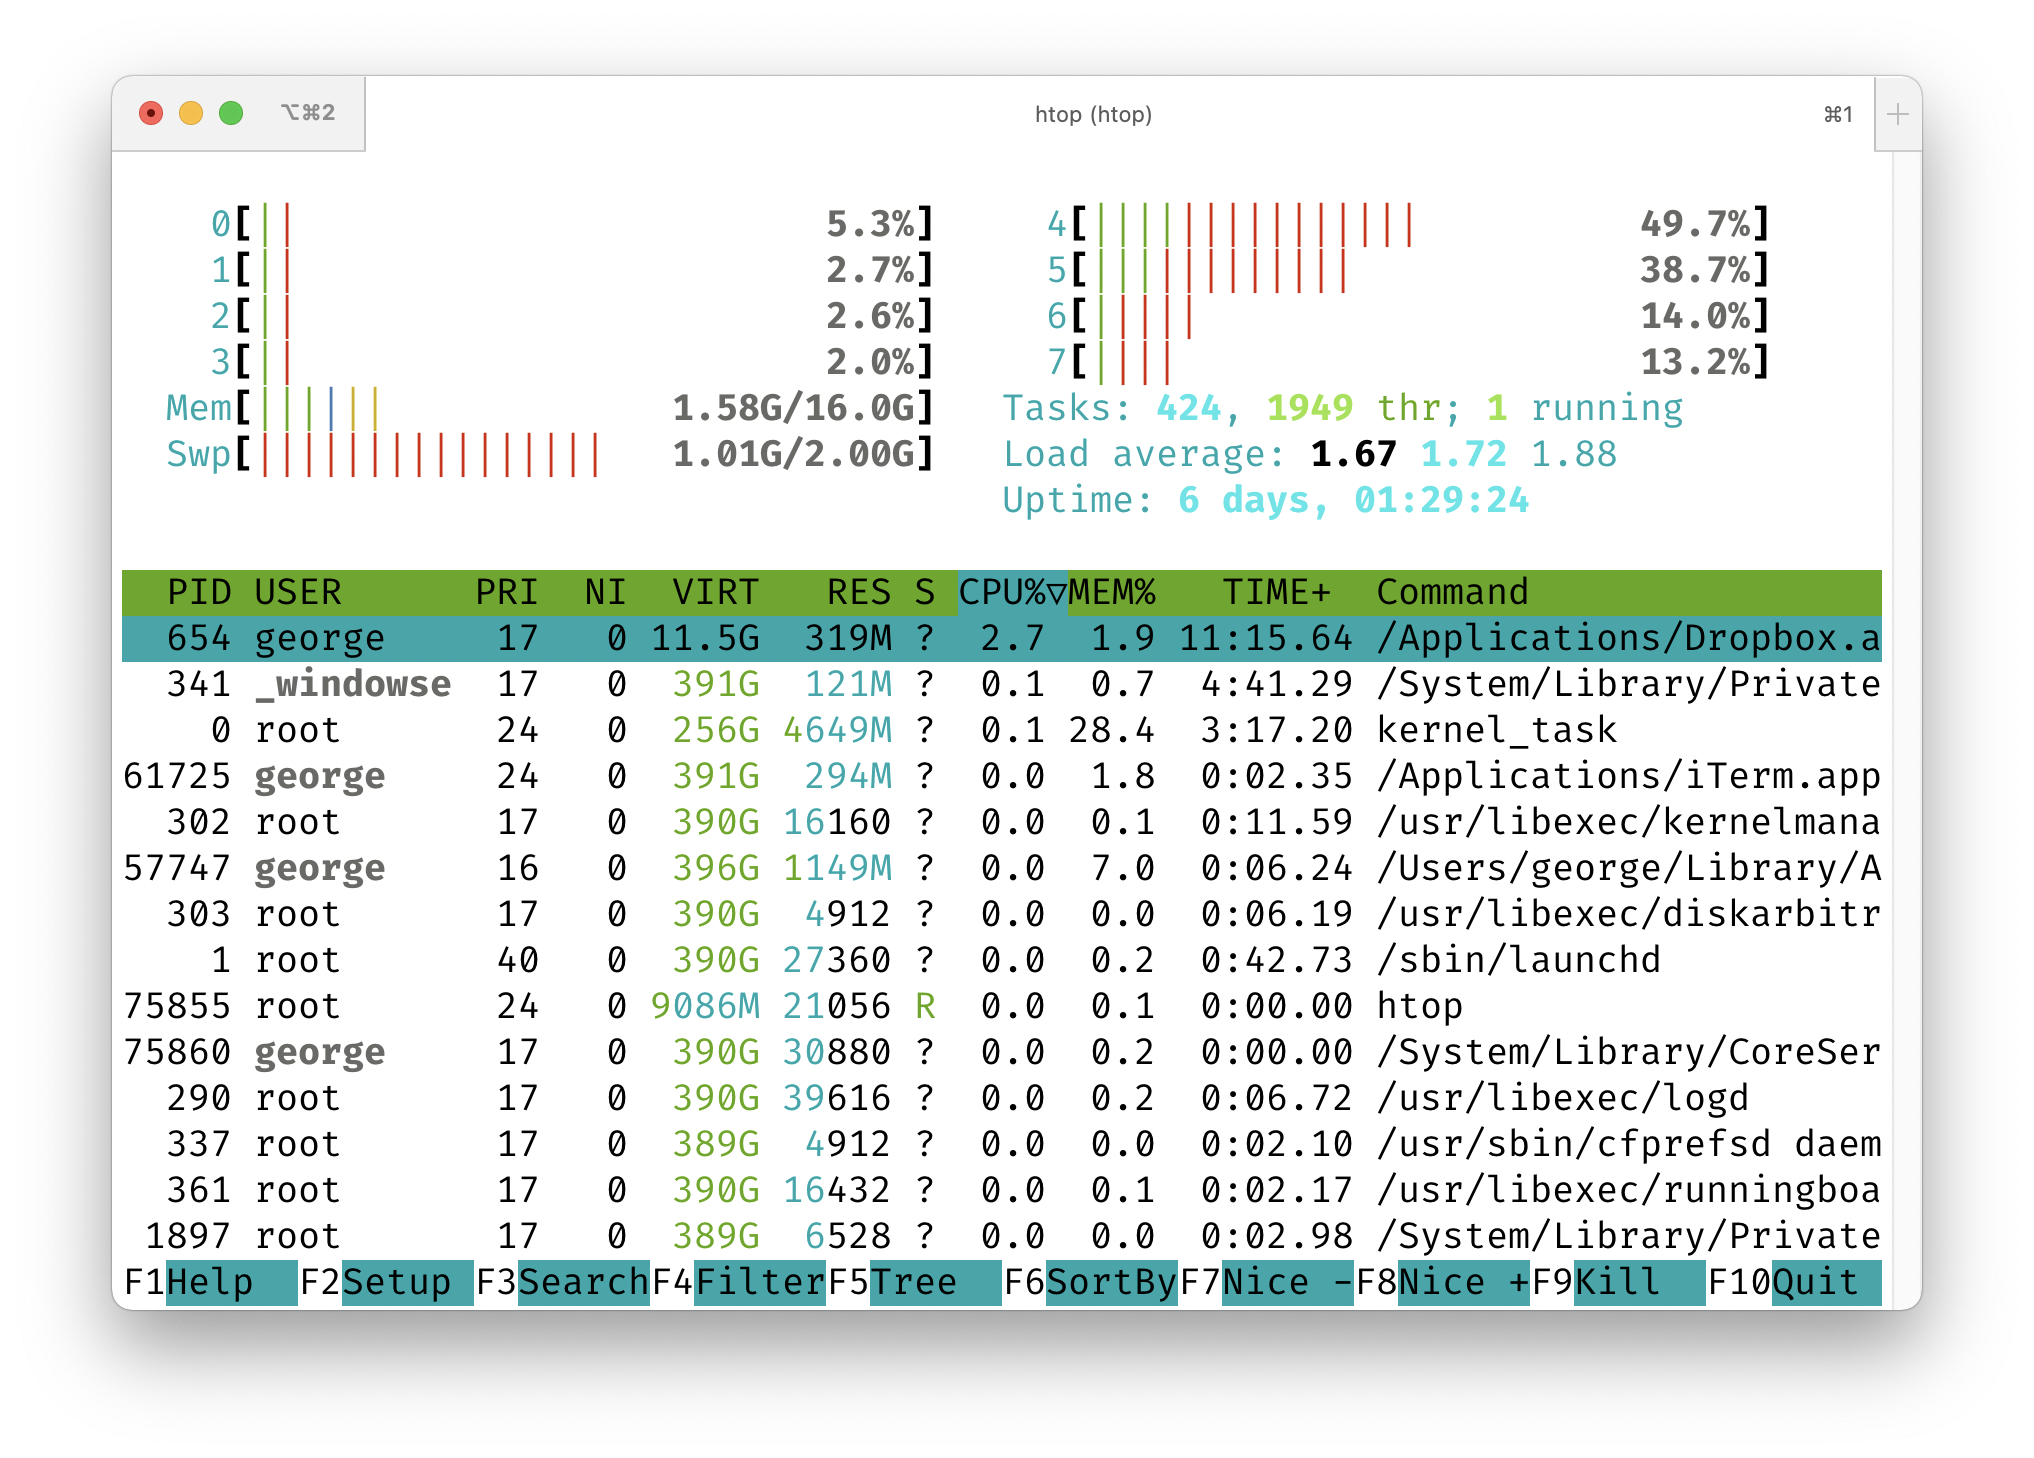 ⌥⌘2 htop (htop) ⌘1 +
0[|| 5.3%] 4[||||||||||||||| 49.7%]
1[|| 2.7%] 5[|||||||||||| 38.7%]
2[|| 2.6%] 6[||||| 14.0%]
3[|| 2.0%] 7[|||| 13.2%]
Mem[|||||| 1.58G/16.0G] Tasks: 424, 1949 thr; 1 running
Swp[|||||||||||||||| 1.01G/2.00G] Load average: 1.67 1.72 1.88
Uptime: 6 days, 01:29:24
PID USER PRI NI VIRT RES S CPU%▽MEM% TIME+ Command
654 george 17 0 11.5G 319M ? 2.7 1.9 11:15.64 /Applications/Dropbox.a
341 _windowse 17 0 391G 121M ? 0.1 0.7 4:41.29 /System/Library/Private
0 root 24 0 256G 4649M ? 0.1 28.4 3:17.20 kernel_task
61725 george 24 0 391G 294M ? 0.0 1.8 0:02.35 /Applications/iTerm.app
302 root 17 0 390G 16160 ? 0.0 0.1 0:11.59 /usr/libexec/kernelmana
57747 george 16 0 396G 1149M ? 0.0 7.0 0:06.24 /Users/george/Library/A
303 root 17 0 390G 4912 ? 0.0 0.0 0:06.19 /usr/libexec/diskarbitr
1 root 40 0 390G 27360 ? 0.0 0.2 0:42.73 /sbin/launchd
75855 root 24 0 9086M 21056 R 0.0 0.1 0:00.00 htop
75860 george 17 0 390G 30880 ? 0.0 0.2 0:00.00 /System/Library/CoreSer
290 root 17 0 390G 39616 ? 0.0 0.2 0:06.72 /usr/libexec/logd
337 root 17 0 389G 4912 ? 0.0 0.0 0:02.10 /usr/sbin/cfprefsd daem
361 root 17 0 390G 16432 ? 0.0 0.1 0:02.17 /usr/libexec/runningboa
1897 root 17 0 389G 6528 ? 0.0 0.0 0:02.98 /System/Library/Private
F1Help F2Setup F3SearchF4FilterF5Tree F6SortByF7Nice -F8Nice +F9Kill F10Quit